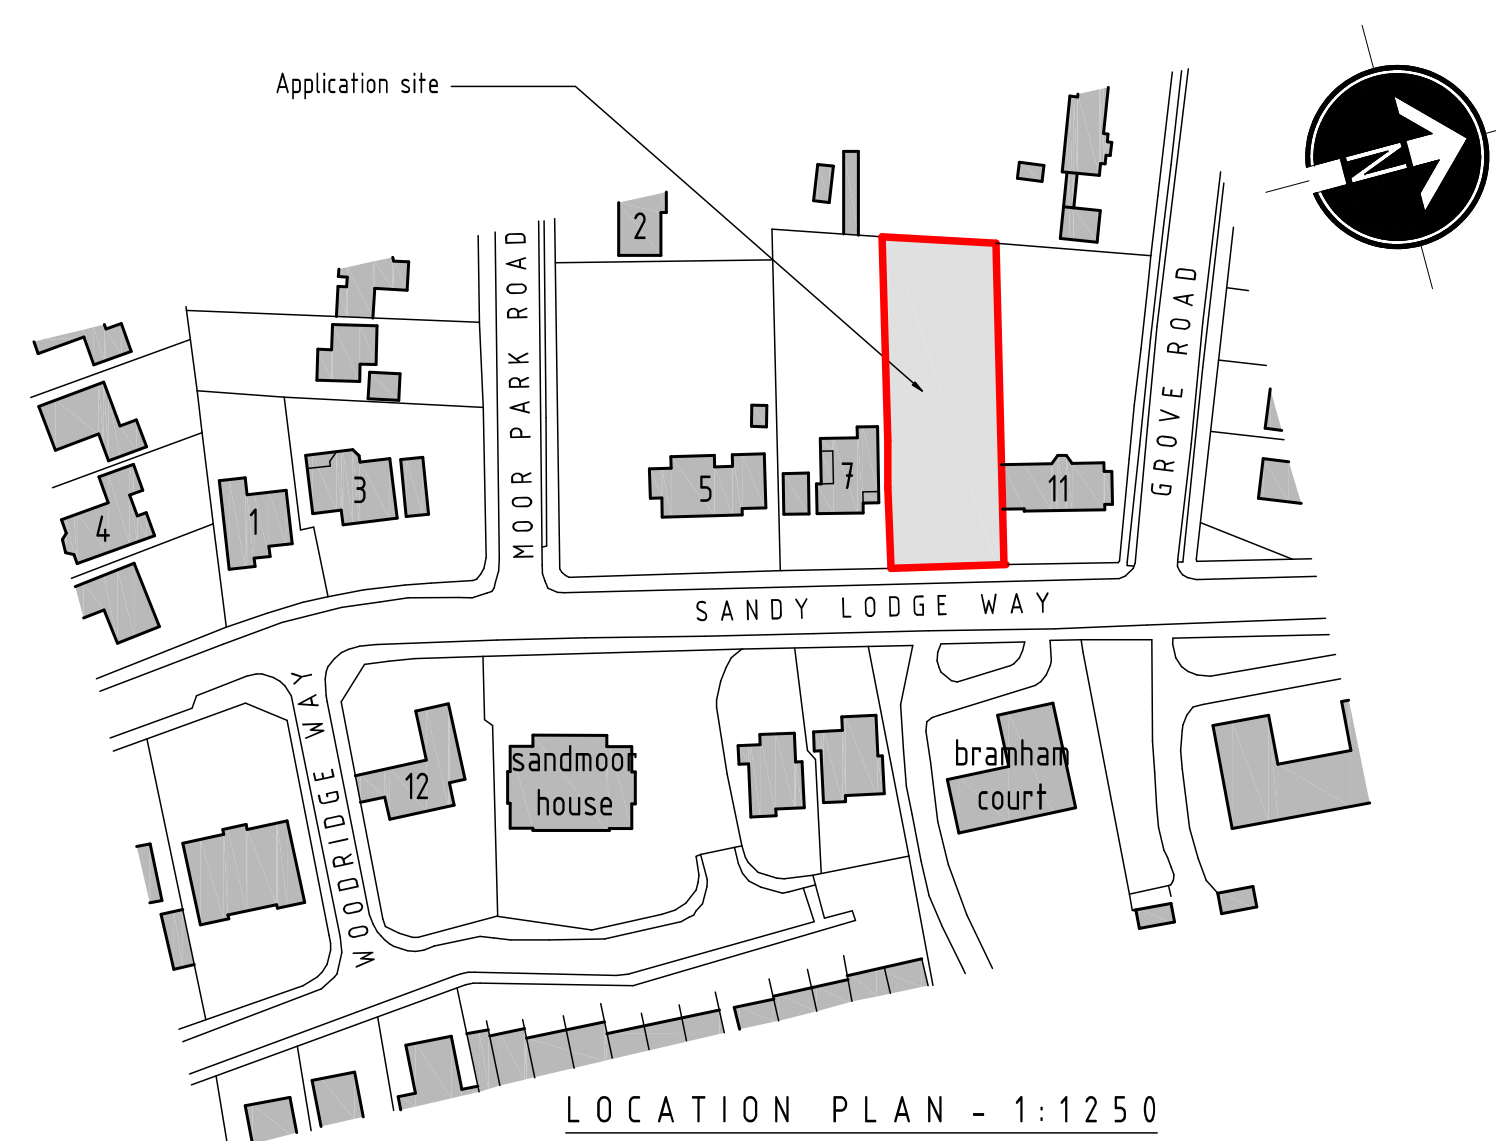 Application site
N
2
MOOR PARK ROAD
GROVE ROAD
4
1
3
5
7
11
SANDY LODGE WAY
WOODRIDGE WAY
12
sandmoor
house
bramham
court
LOCATION PLAN - 1:1250